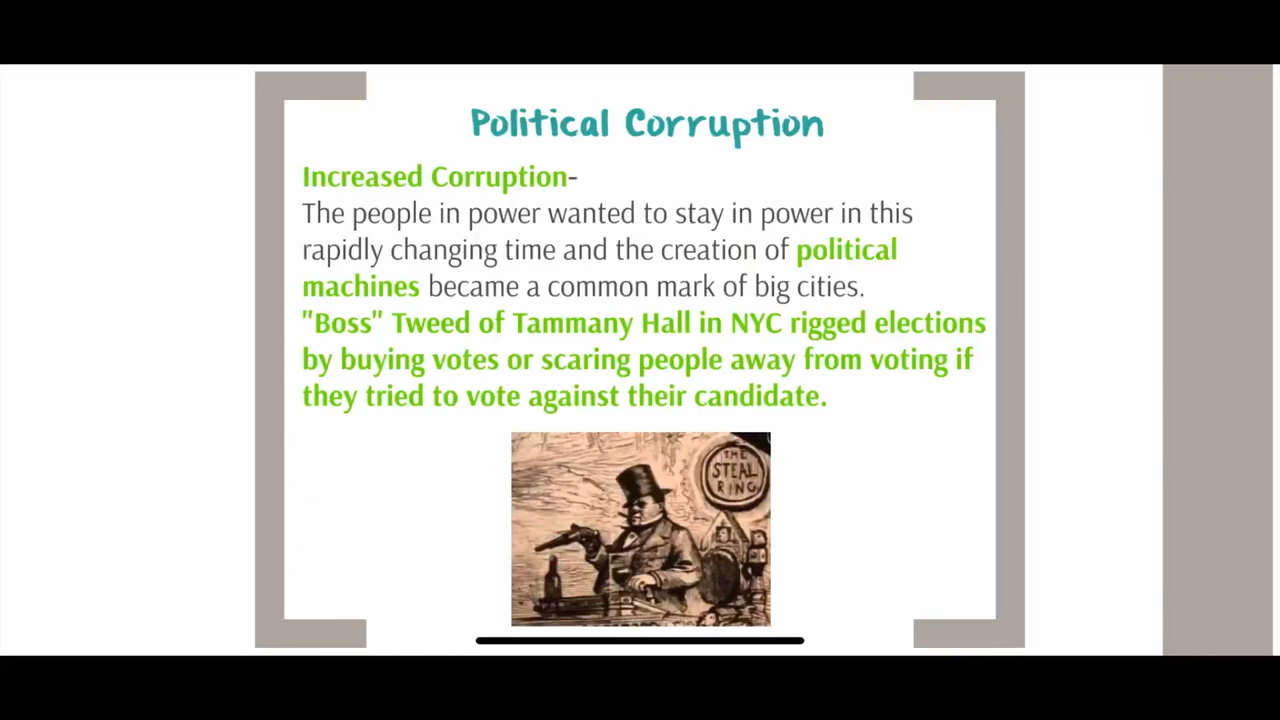 Political Corruption
Increased Corruption-
The people in power wanted to stay in power in this
rapidly changing time and the creation of political
machines became a common mark of big cities.
"Boss" Tweed of Tammany Hall in NYC rigged elections
by buying votes or scaring people away from voting if
they tried to vote against their candidate.
THE
STEAL
RING